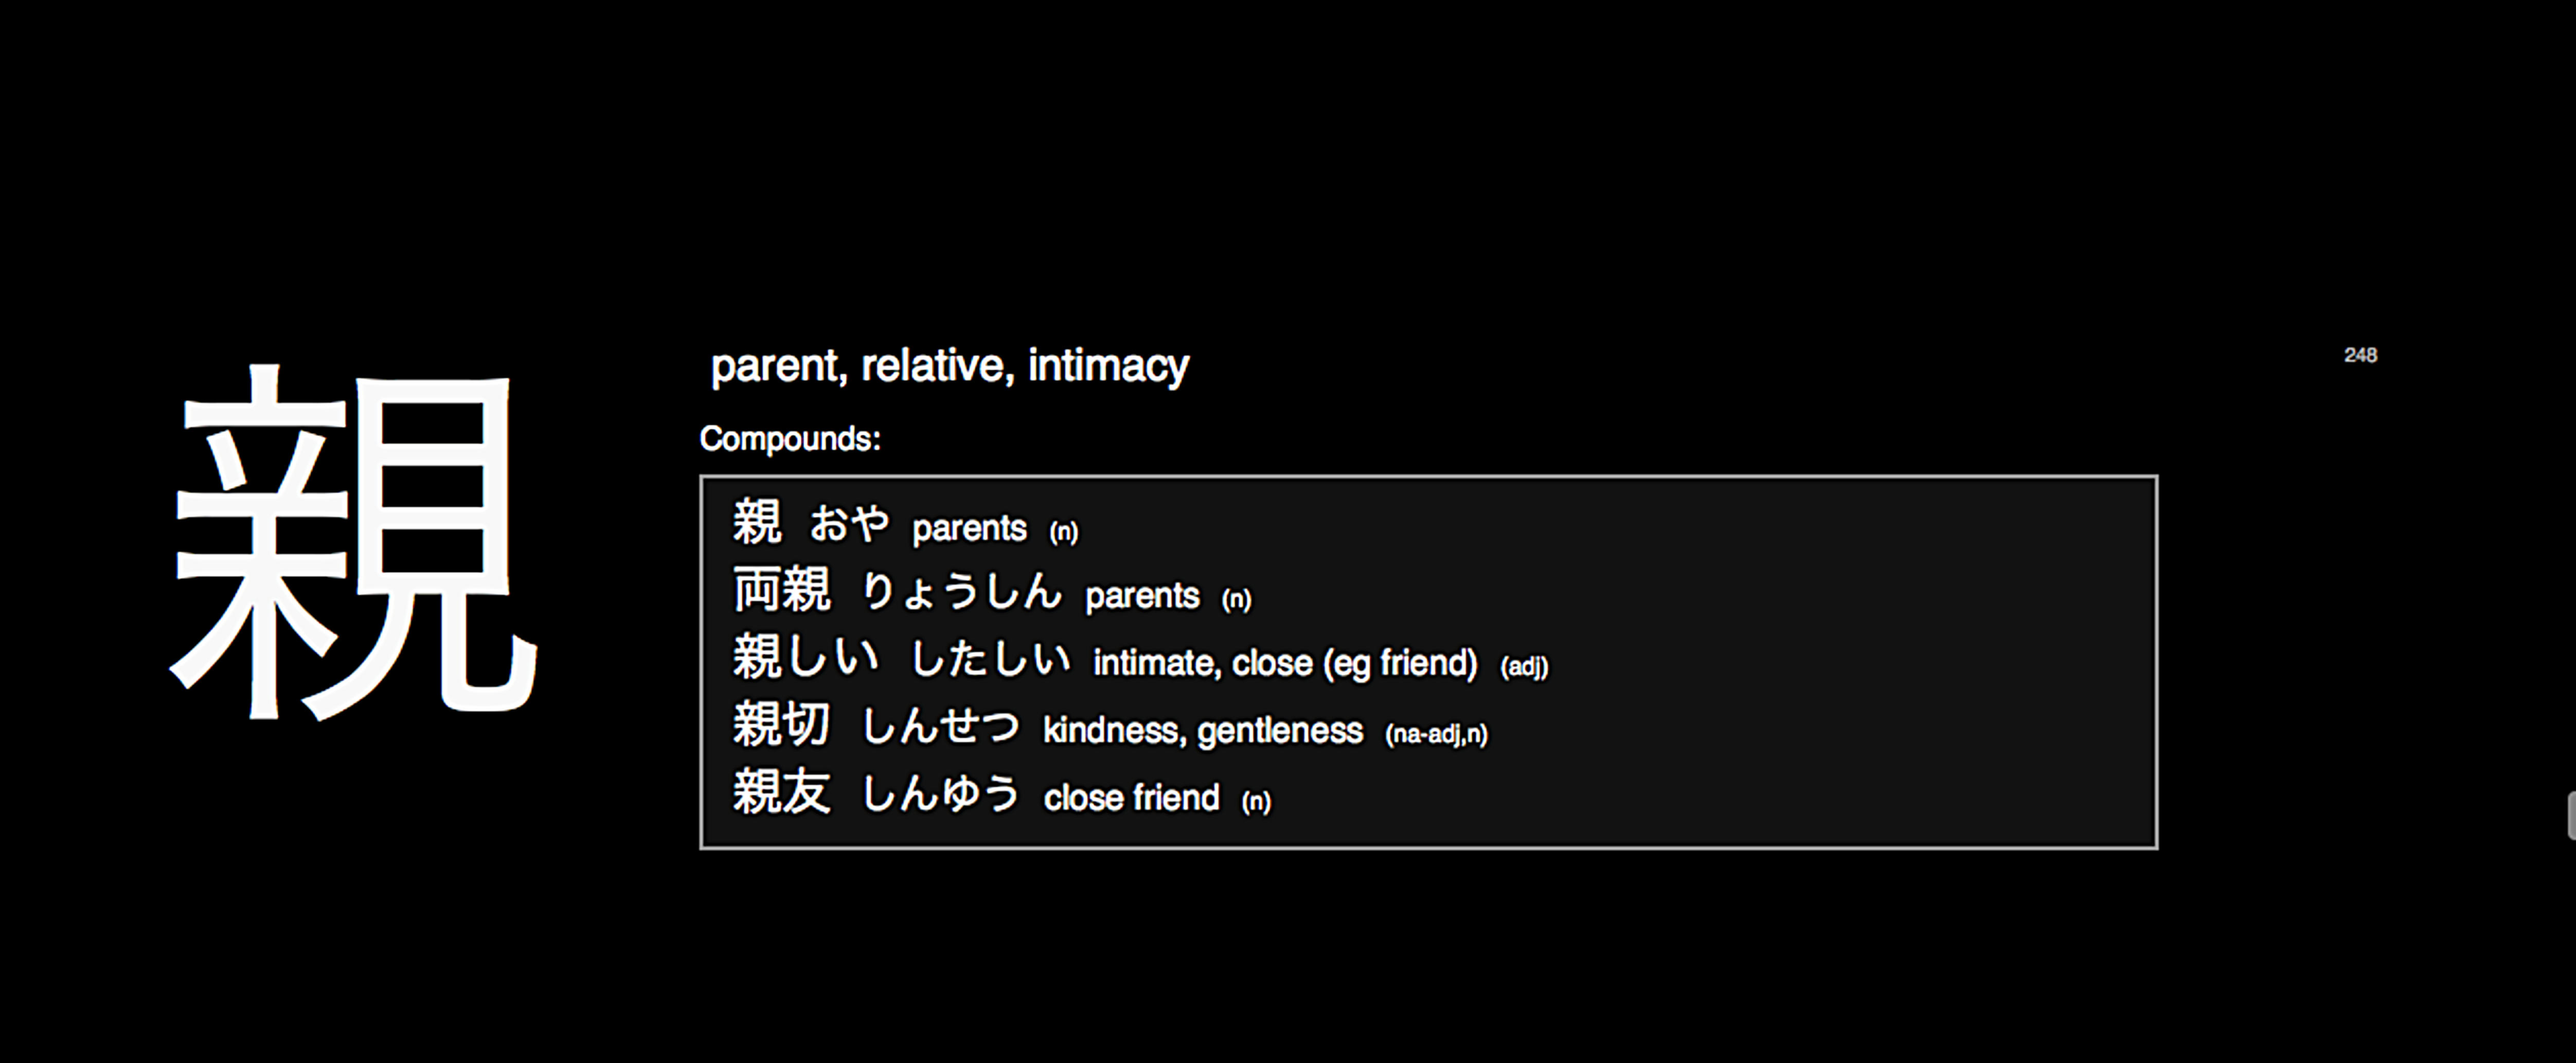 親
parent, relative, intimacy
248
Compounds:
親 おや parents (n)
両親 りょうしん parents (n)
親しい したしい intimate, close (eg friend) (adj)
親切 しんせつ kindness, gentleness (na-adj,n)
親友 しんゆう close friend (n)